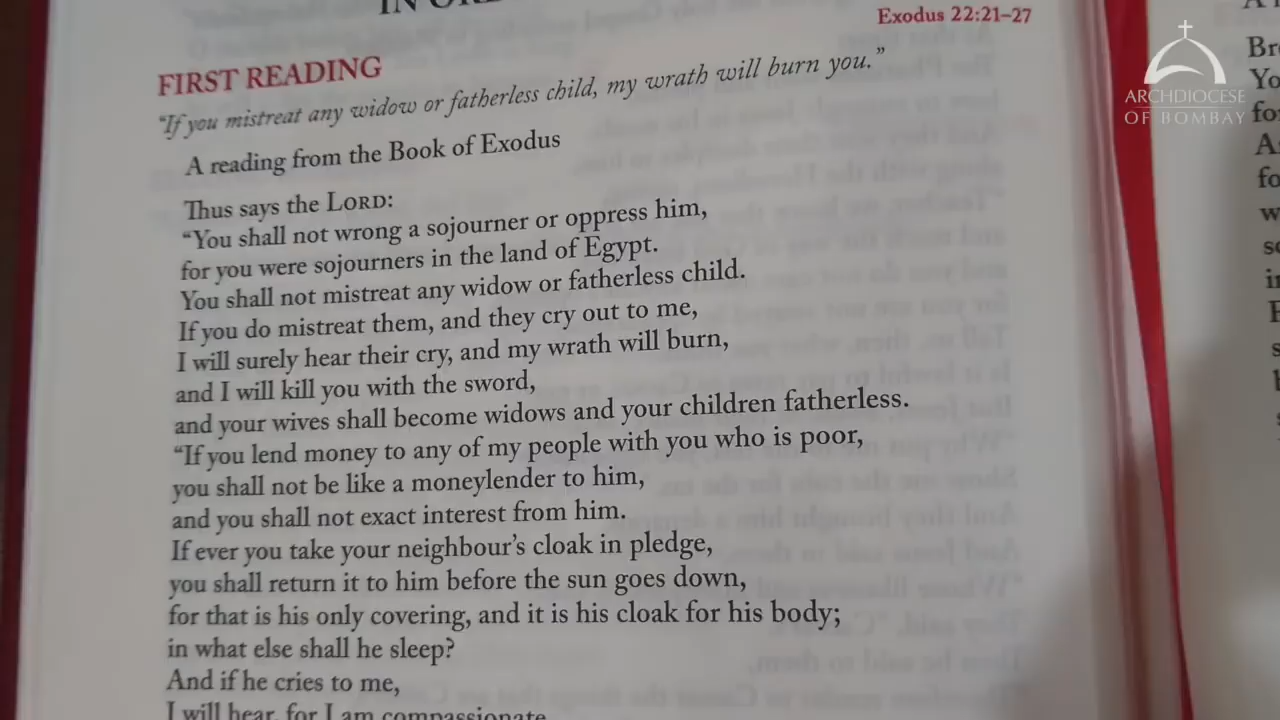 Exodus 22:21–27
FIRST READING
“If you mistreat any widow or fatherless child, my wrath will burn you.”
A reading from the Book of Exodus
Thus says the LORD:
“You shall not wrong a sojourner or oppress him,
for you were sojourners in the land of Egypt.
You shall not mistreat any widow or fatherless child.
If you do mistreat them, and they cry out to me,
I will surely hear their cry, and my wrath will burn,
and I will kill you with the sword,
and your wives shall become widows and your children fatherless.
“If you lend money to any of my people with you who is poor,
you shall not be like a moneylender to him,
and you shall not exact interest from him.
If ever you take your neighbour’s cloak in pledge,
you shall return it to him before the sun goes down,
for that is his only covering, and it is his cloak for his body;
in what else shall he sleep?
And if he cries to me,
I will hear, for I am compassionate
ARCHDIOCESE
OF BOMBAY